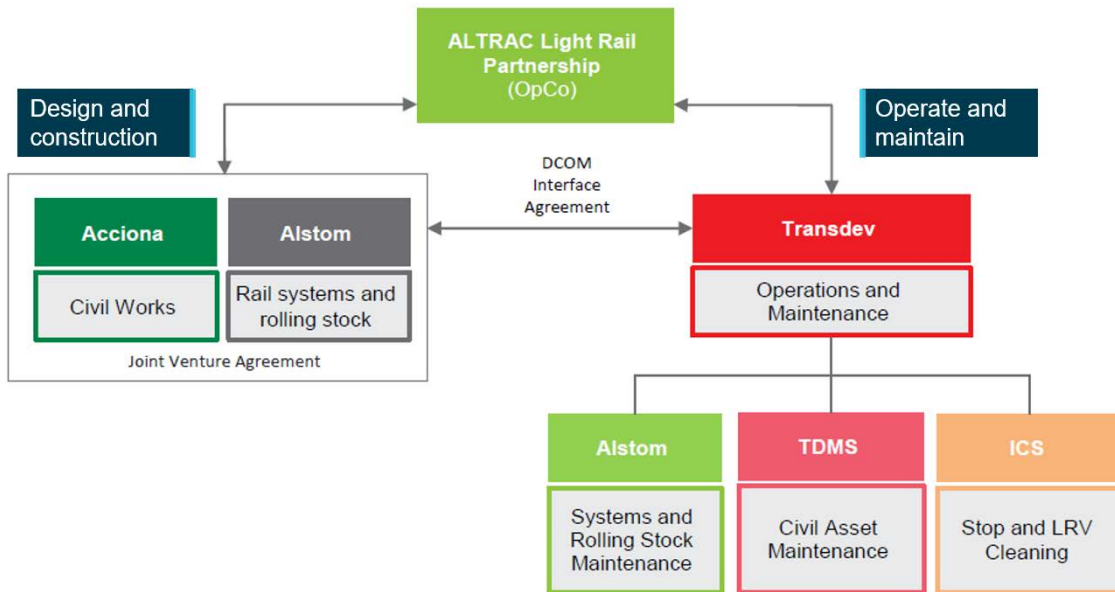 ALTRAC Light Rail
Partnership
(OpCo)
Design and
construction
Operate and
maintain
DCOM
Interface
Agreement
Acciona
Alstom
Civil Works
Rail systems and
rolling stock
Joint Venture Agreement
Transdev
Operations and
Maintenance
Alstom
TDMS
ICS
Systems and
Rolling Stock
Maintenance
Civil Asset
Maintenance
Stop and LRV
Cleaning